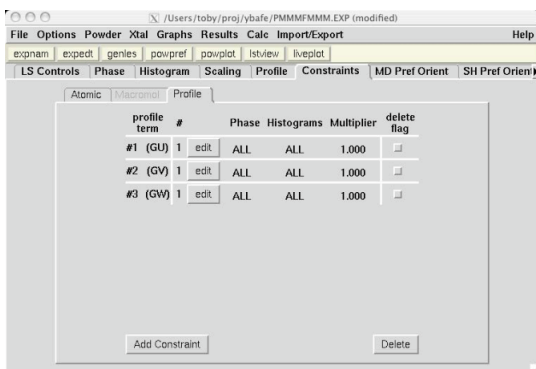 /Users/toby/proj/ybafe/PMMMFMMM.EXP (modified)
File Options Powder Xtal Graphs Results Calc Import/Export Help
expnam expedt genles powpref powplot lstview liveplot
LS Controls Phase Histogram Scaling Profile Constraints MD Pref Orient SH Pref Orient
Atomic Macromol Profile
profile term # Phase Histograms Multiplier delete flag
#1 (GU) 1 edit ALL ALL 1.000
#2 (GV) 1 edit ALL ALL 1.000
#3 (GW) 1 edit ALL ALL 1.000
Add Constraint Delete